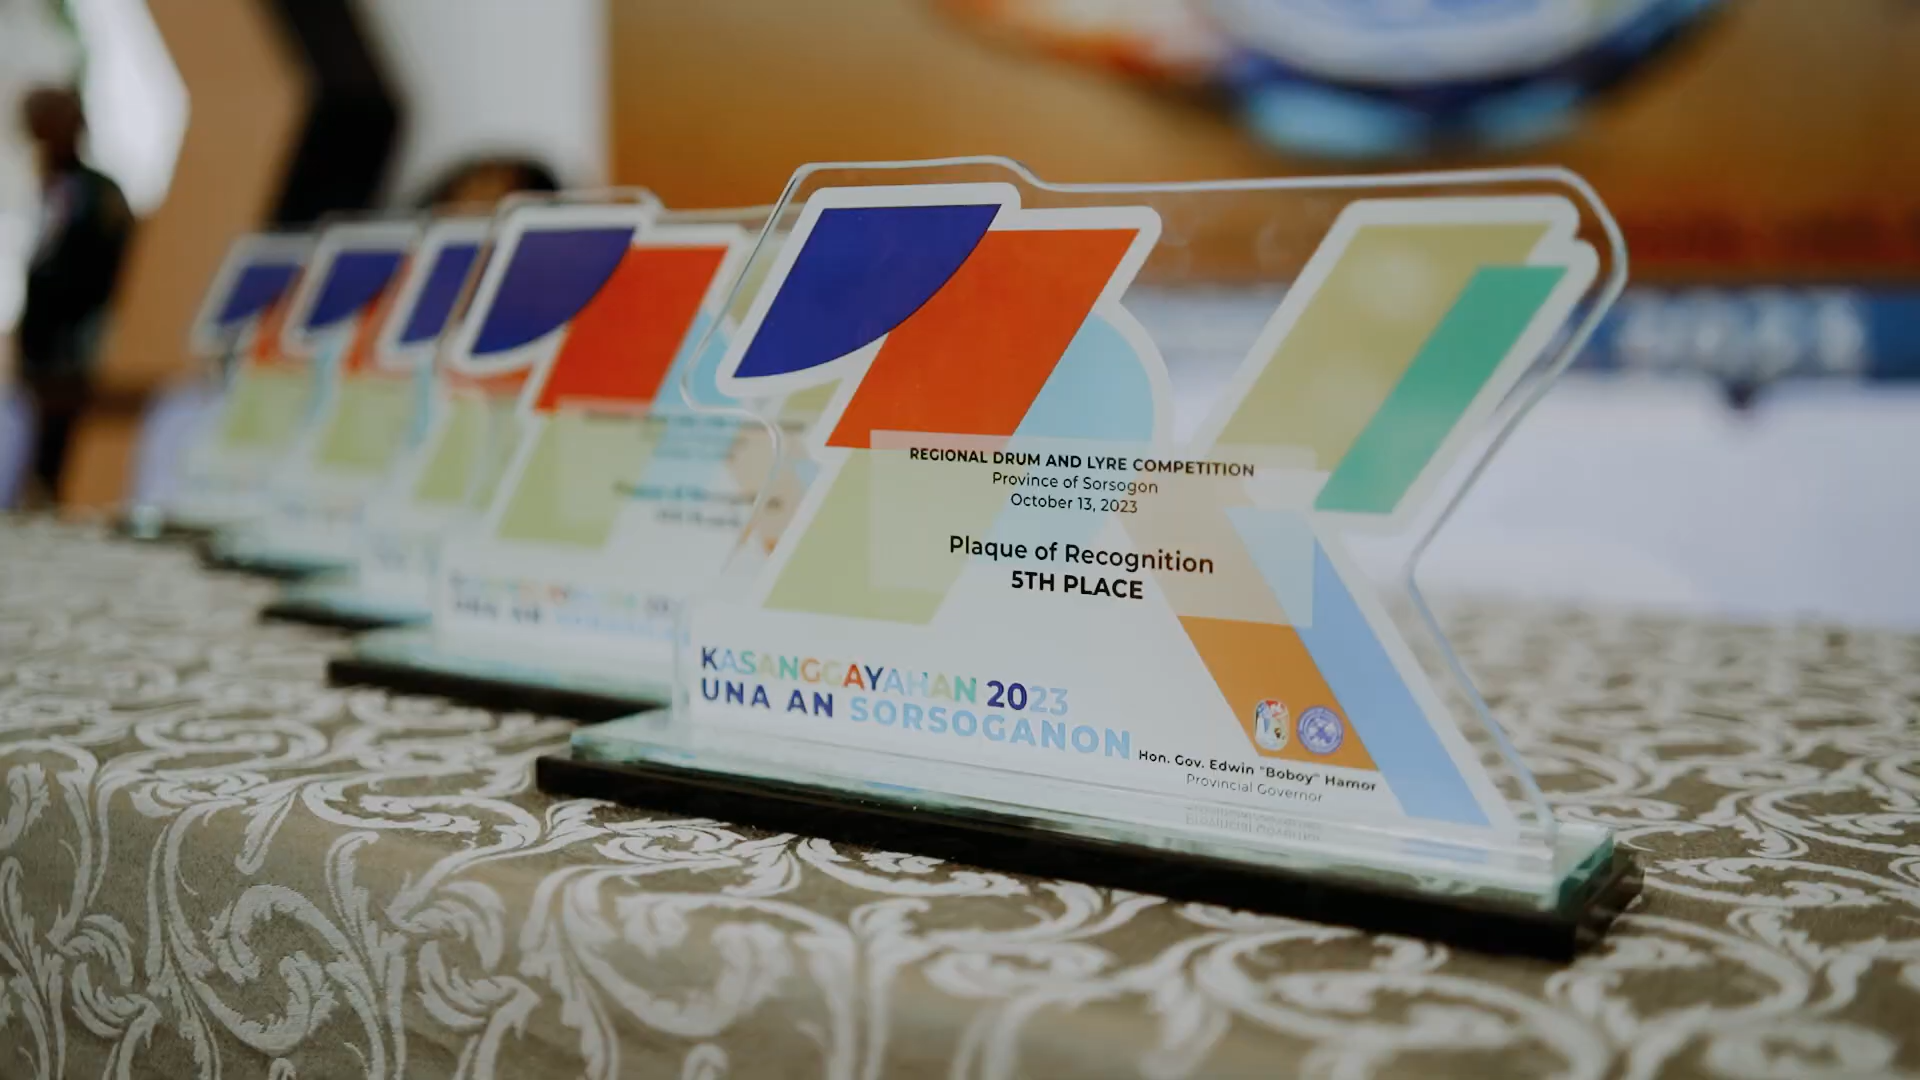 REGIONAL DRUM AND LYRE COMPETITION
Province of Sorsogon
October 13, 2023
Plaque of Recognition
5TH PLACE
KASANGGAYAHAN 2023
UNA AN SORSOGANON
Hon. Gov. Edwin "Boboy" Hamor
Provincial Governor